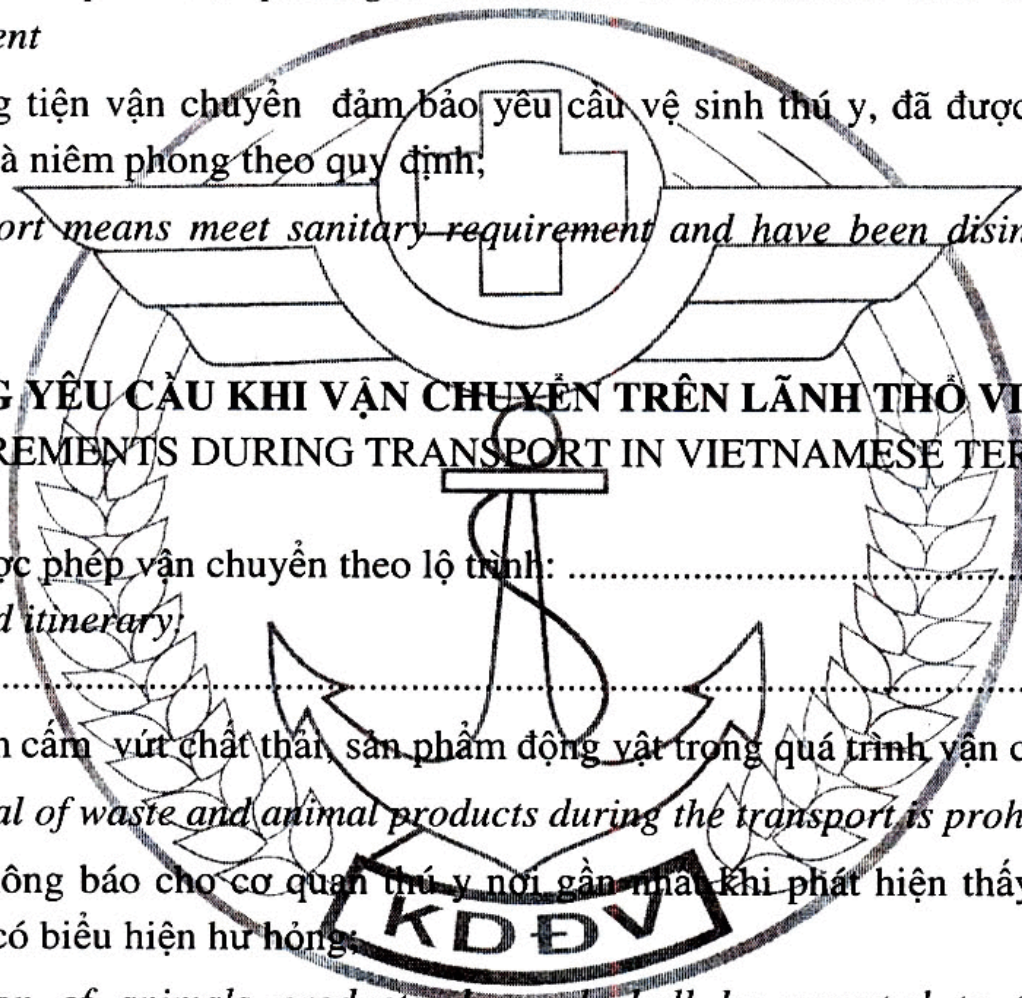 ent
g tiện vận chuyển đảm bảo yêu cầu vệ sinh thú y, đã được
à niêm phong theo quy định;
ort means meet sanitary requirement and have been disin
G YÊU CẦU KHI VẬN CHUYỂN TRÊN LÃNH THỔ VI
REMENTS DURING TRANSPORT IN VIETNAMESE TER
ợc phép vận chuyển theo lộ trình: ..........................................
d itinerary:
..........................................................................................
n cấm vứt chất thải, sản phẩm động vật trong quá trình vận c
al of waste and animal products during the transport is proh
ông báo cho cơ quan thú y nơi gần nhất khi phát hiện thấy
có biểu hiện hư hỏng;
KDĐV
of animals